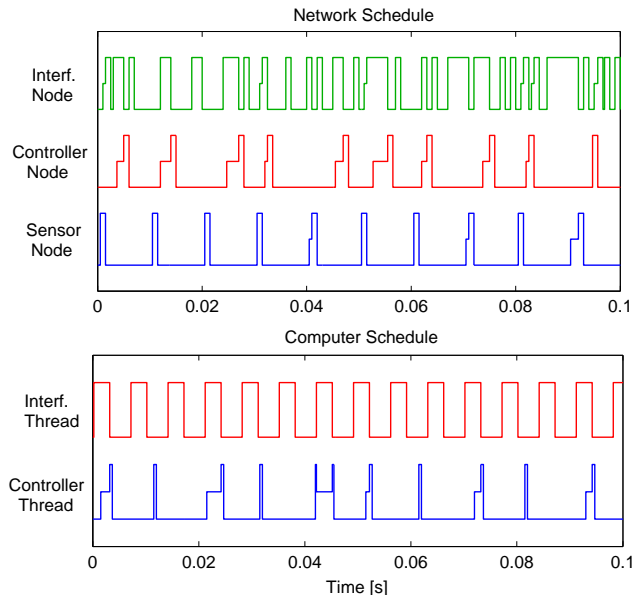 Network Schedule
Interf.
Node
Controller
Node
Sensor
Node
0 0.02 0.04 0.06 0.08 0.1
Computer Schedule
Interf.
Thread
Controller
Thread
0 0.02 0.04 0.06 0.08 0.1
Time [s]